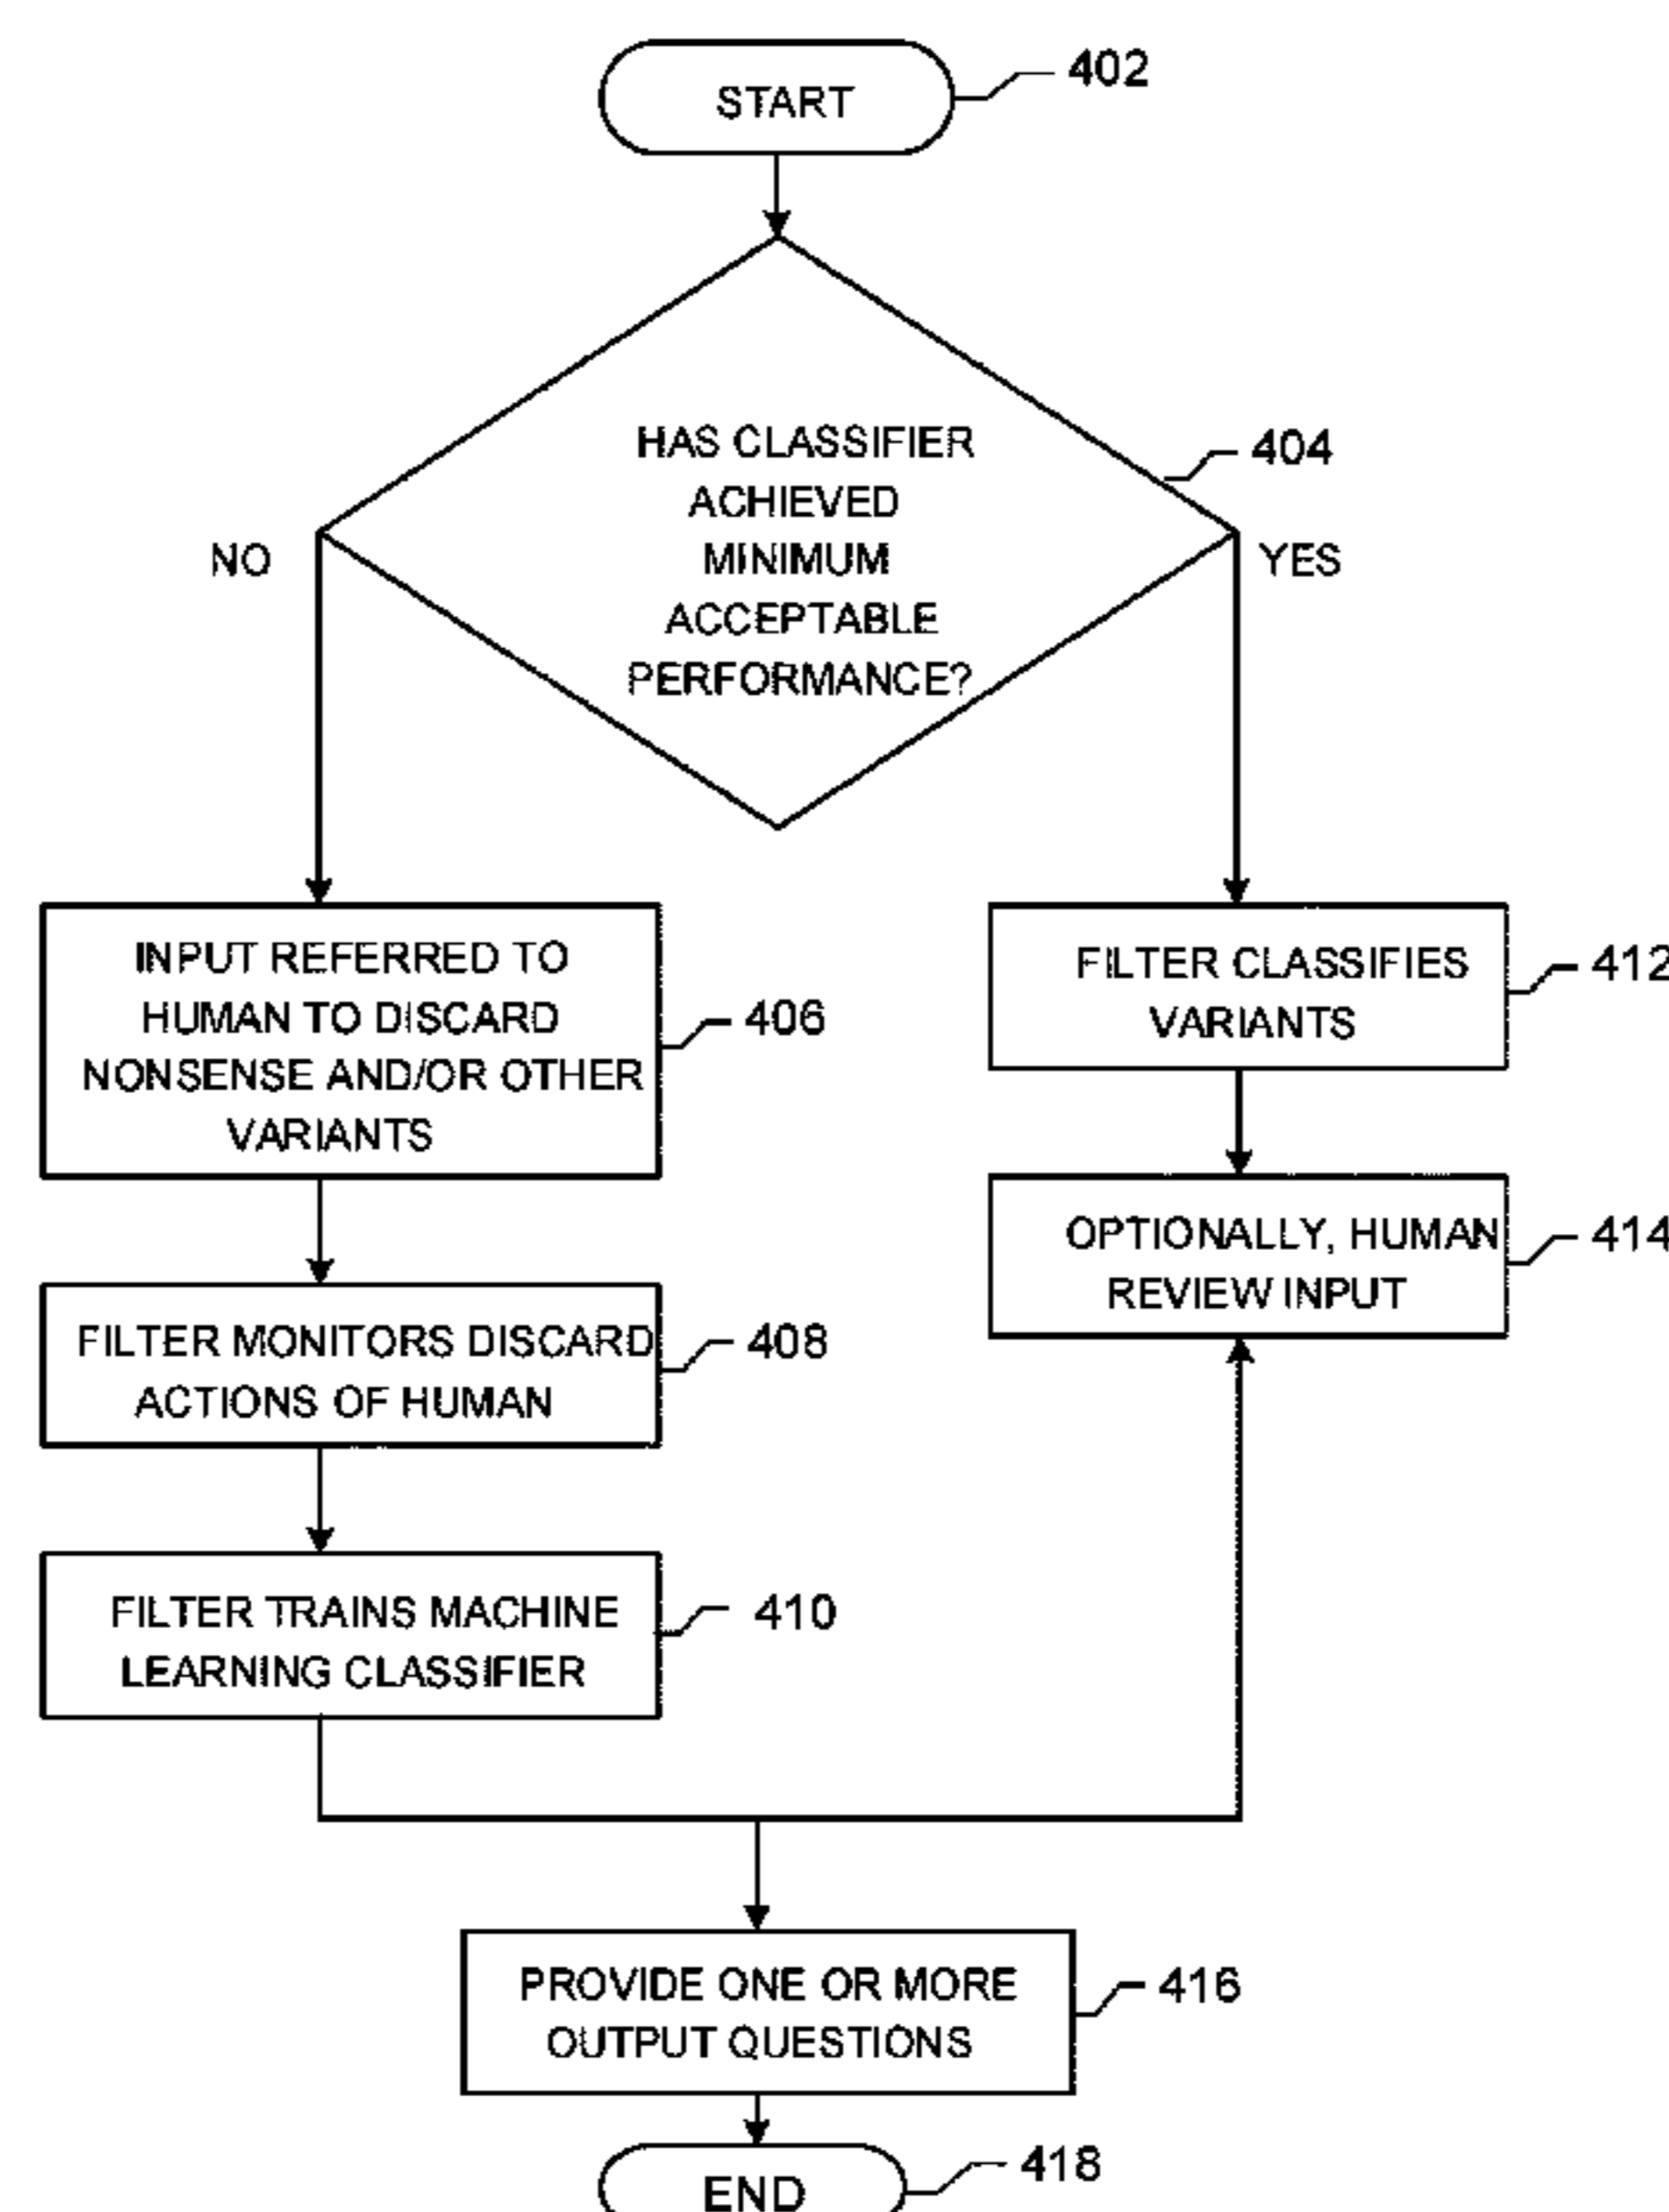 START
402
HAS CLASSIFIER
ACHIEVED
MINIMUM
ACCEPTABLE
PERFORMANCE?
404
NO
YES
INPUT REFERRED TO
HUMAN TO DISCARD
NONSENSE AND/OR OTHER
VARIANTS
406
FILTER CLASSIFIES
VARIANTS
412
FILTER MONITORS DISCARD
ACTIONS OF HUMAN
408
OPTIONALLY, HUMAN
REVIEW INPUT
414
FILTER TRAINS MACHINE
LEARNING CLASSIFIER
410
PROVIDE ONE OR MORE
OUTPUT QUESTIONS
416
END
418